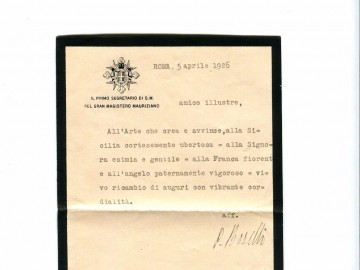 ROMA, 5 aprile 1926
IL PRIMO SEGRETARIO DI S.M.
PEL GRAN MAGISTERO MAURIZIANO
amico illustre,
All'Arte che crea e avvince, alla Si=
cilia cortesemente ubertosa - alla Signo=
ra esimia e gentile - alla Franca fiorent
e all'angelo paternamente vigoroso - vi=
vo ricambio di auguri con vibrante cor=
dialità.
aff.
P. Boselli